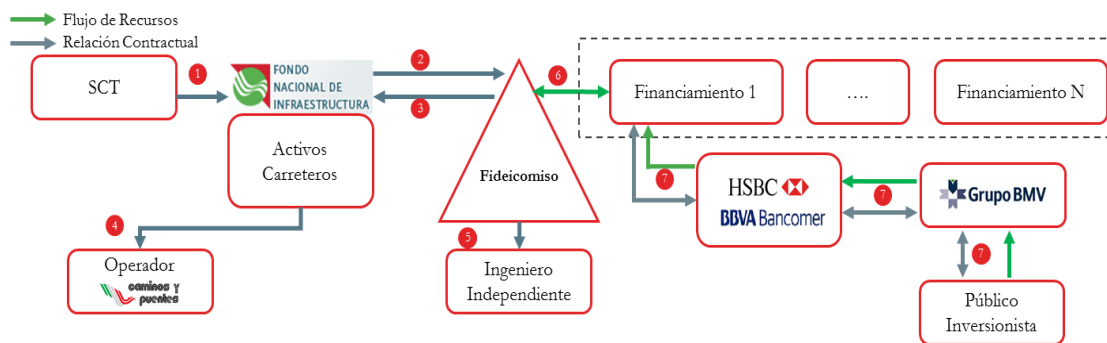 Flujo de Recursos
Relación Contractual
SCT
1
FONDO
NACIONAL DE
INFRAESTRUCTURA
2
3
6
Financiamiento 1
....
Financiamiento N
Activos
Carreteros
Fideicomiso
7
HSBC
BBVA Bancomer
7
7
Grupo BMV
4
Operador
caminos y
puentes
5
Ingeniero
Independiente
7
Público
Inversionista